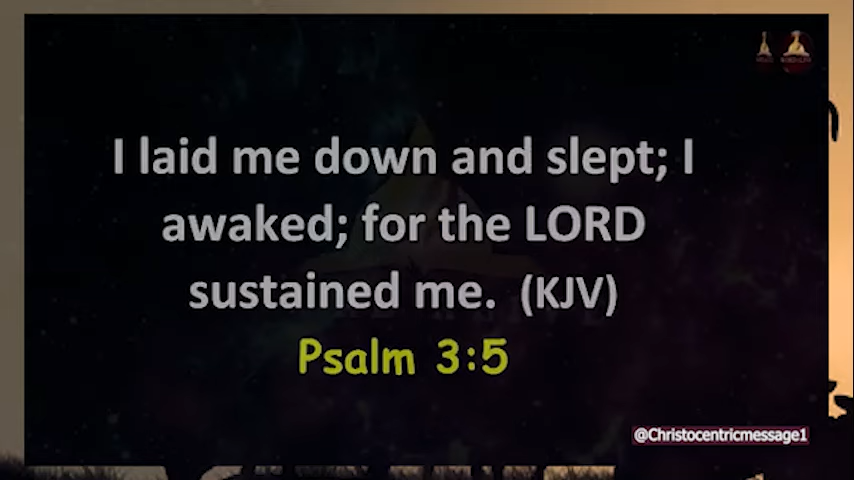 I laid me down and slept; I
awaked; for the LORD
sustained me. (KJV)
Psalm 3:5
@Christocentricmessage1